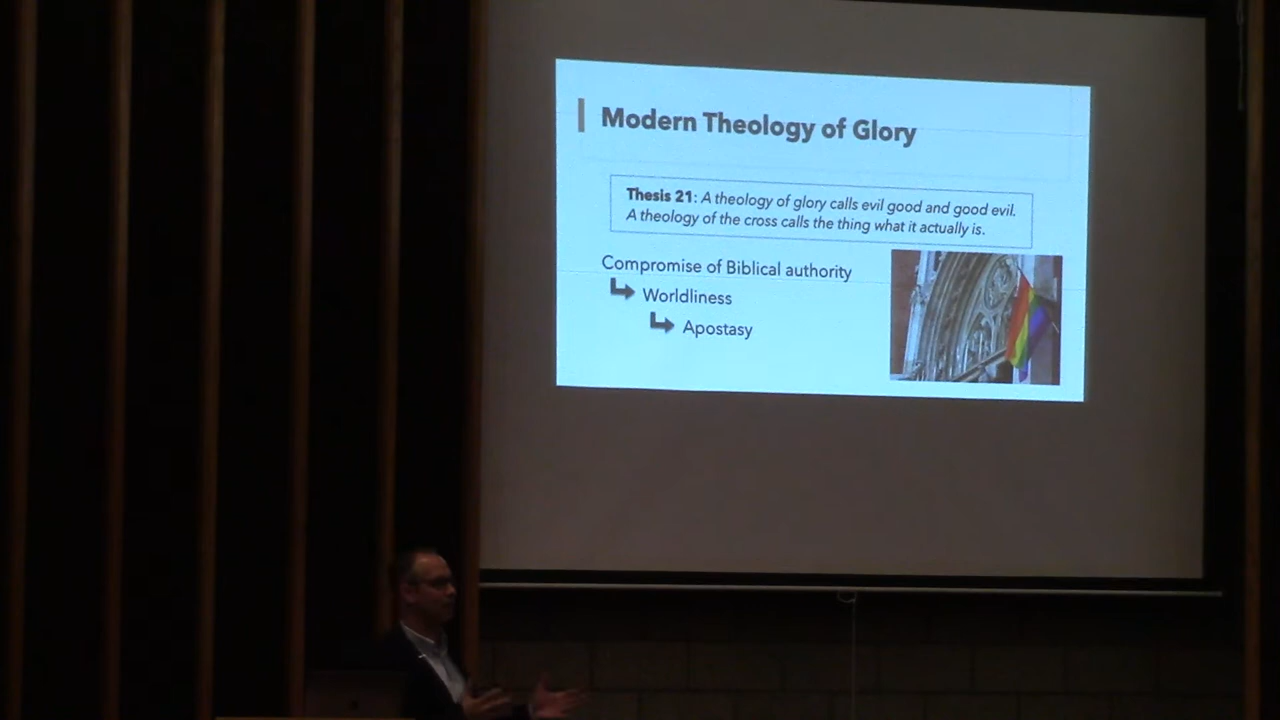 Modern Theology of Glory
Thesis 21: A theology of glory calls evil good and good evil.
A theology of the cross calls the thing what it actually is.
Compromise of Biblical authority
Worldliness
Apostasy